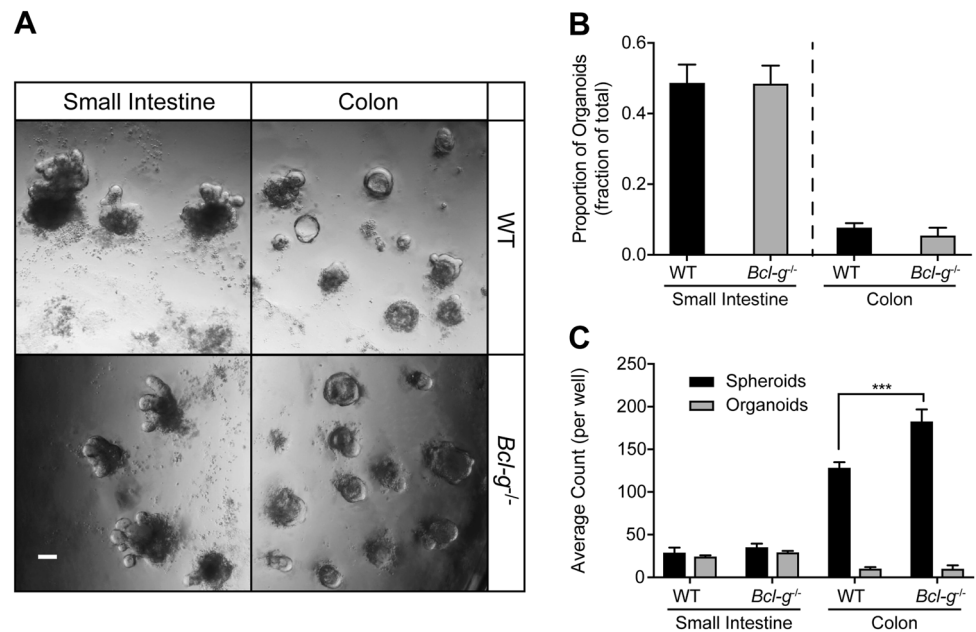 A
Small Intestine
Colon
WT
Bcl-g-/-
B
Proportion of Organoids
(fraction of total)
0.6
0.4
0.2
0.0
WT
Bcl-g-/-
WT
Bcl-g-/-
Small Intestine
Colon
C
Average Count (per well)
250
200
150
100
50
0
Spheroids
Organoids
***
WT
Bcl-g-/-
WT
Bcl-g-/-
Small Intestine
Colon